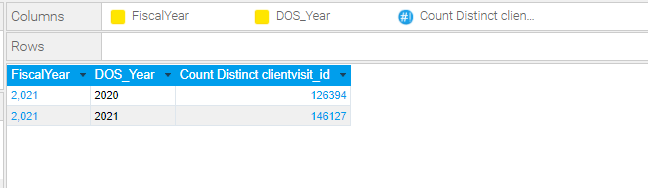 Columns FiscalYear DOS_Year #) Count Distinct clien...
Rows
FiscalYear DOS_Year Count Distinct clientvisit_id
2,021 2020 126394
2,021 2021 146127